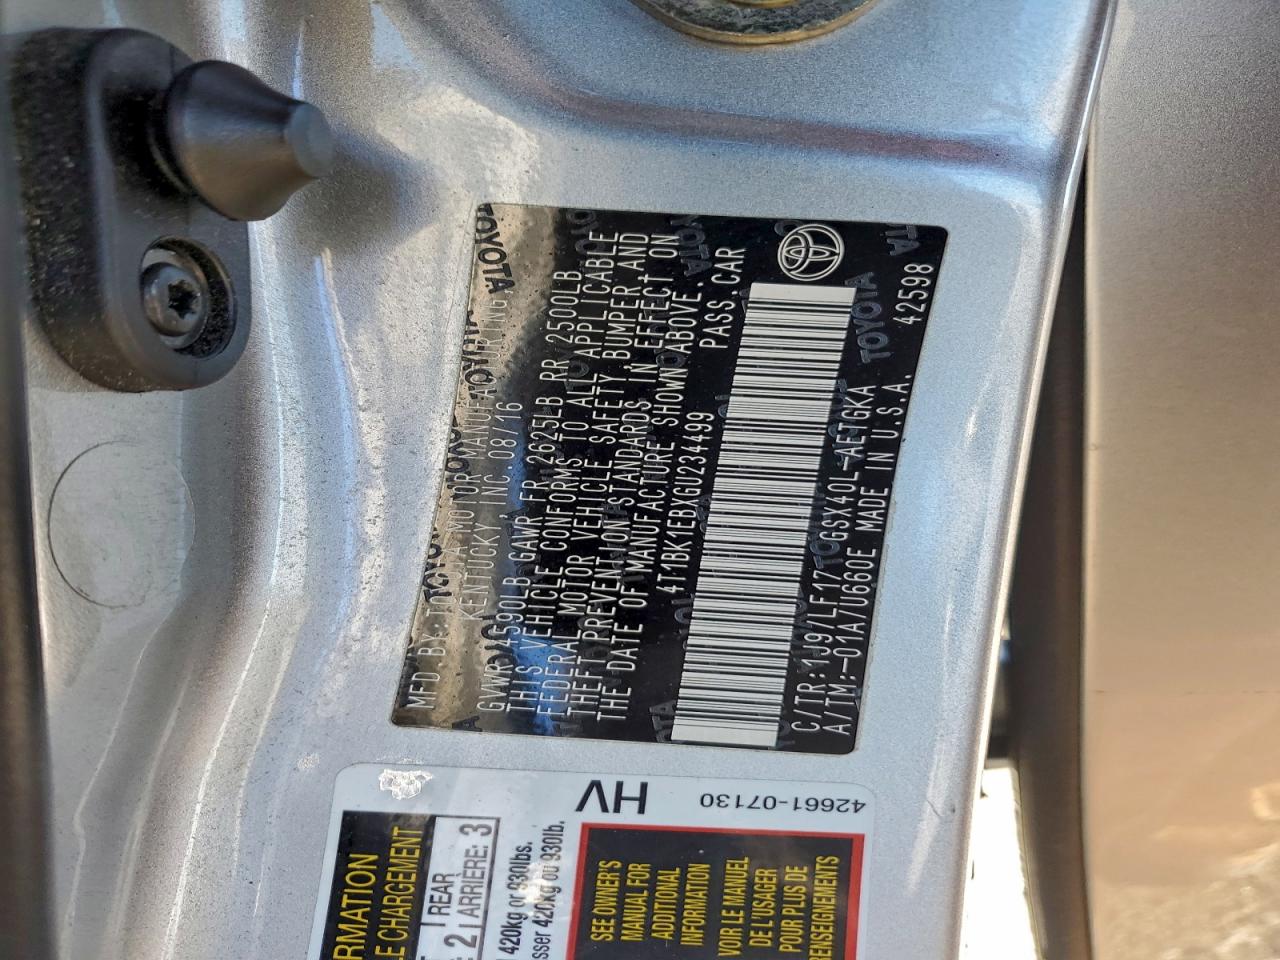 MFD.BY:TOYOTA MOTOR MANUFACTURING,
KENTUCKY,INC.08/16
GVWR 4590LB GAWR FR 2625LB RR 2500LB
THIS VEHICLE CONFORMS TO ALL APPLICABLE
FEDERAL MOTOR VEHICLE SAFETY,BUMPER,AND
THEFT PREVENTION STANDARDS IN EFFECT ON
THE DATE OF MANUFACTURE SHOWN ABOVE.
4T1BK1EBXGU234499 PASS.CAR
C/TR:1J9/LF17 GSX40L-AETGKA
A/TM:-01A/U660E MADE IN U.S.A. 42598
TOYOTA
HV
42661-07130
RMATION
E CHARGEMENT
2
REAR
ARRIÈRE: 3
420kg or 930lbs.
sser 420kg ou 930lb.
SEE OWNER'S
MANUAL FOR
ADDITIONAL
INFORMATION
VOIR LE MANUEL
DE L'USAGER
POUR PLUS DE
RENSEIGNEMENTS